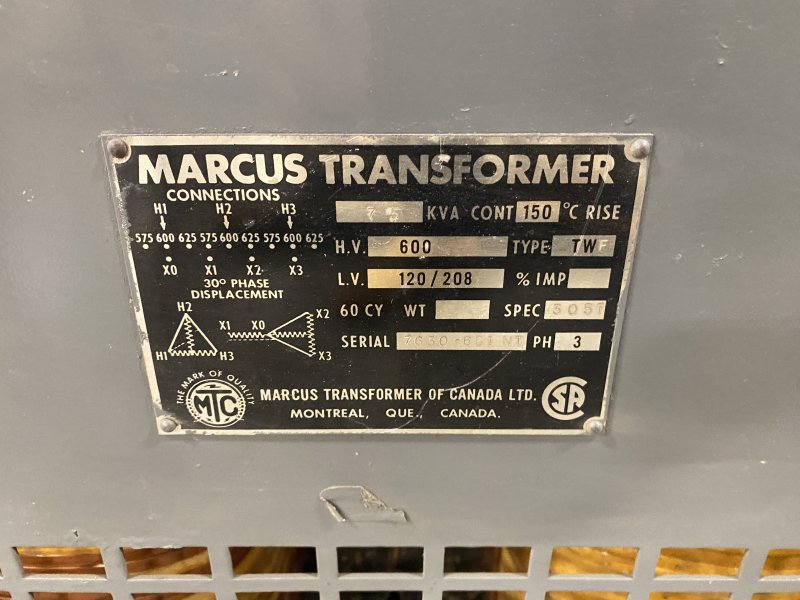 MARCUS TRANSFORMER
CONNECTIONS
H1 H2 H3
575 600 625 575 600 625 575 600 625
X0 X1 X2 X3
30° PHASE
DISPLACEMENT
H2
H1 H3
X1 X0 X2
X3
75 KVA CONT 150 °C RISE
H.V. 600 TYPE TWF
L.V. 120/208 % IMP
60 CY WT SPEC 3051
SERIAL PH 3
THE MARK OF QUALITY
MTC
MARCUS TRANSFORMER OF CANADA LTD.
MONTREAL, QUE., CANADA.
CSA